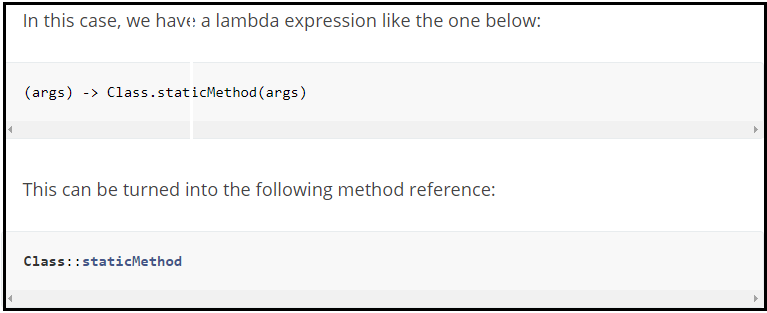 In this case, we have a lambda expression like the one below:
(args) -> Class.staticMethod(args)
This can be turned into the following method reference:
Class::staticMethod